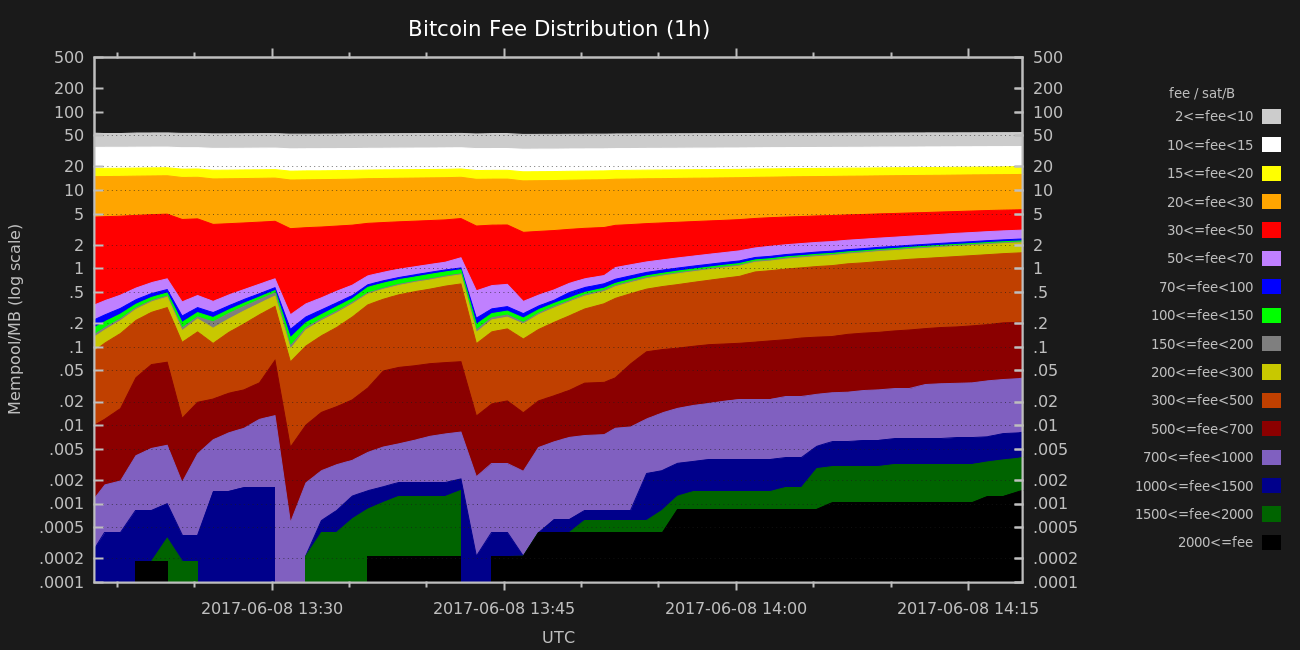 Bitcoin Fee Distribution (1h)
500
200
100
50
20
10
5
2
1
.5
.2
.1
.05
.02
.01
.005
.002
.001
.0005
.0002
.0001
Mempool/MB (log scale)
500
200
100
50
20
10
5
2
1
.5
.2
.1
.05
.02
.01
.005
.002
.001
.0005
.0002
.0001
2017-06-08 13:30
2017-06-08 13:45
2017-06-08 14:00
2017-06-08 14:15
UTC
fee / sat/B
2<=fee<10
10<=fee<15
15<=fee<20
20<=fee<30
30<=fee<50
50<=fee<70
70<=fee<100
100<=fee<150
150<=fee<200
200<=fee<300
300<=fee<500
500<=fee<700
700<=fee<1000
1000<=fee<1500
1500<=fee<2000
2000<=fee